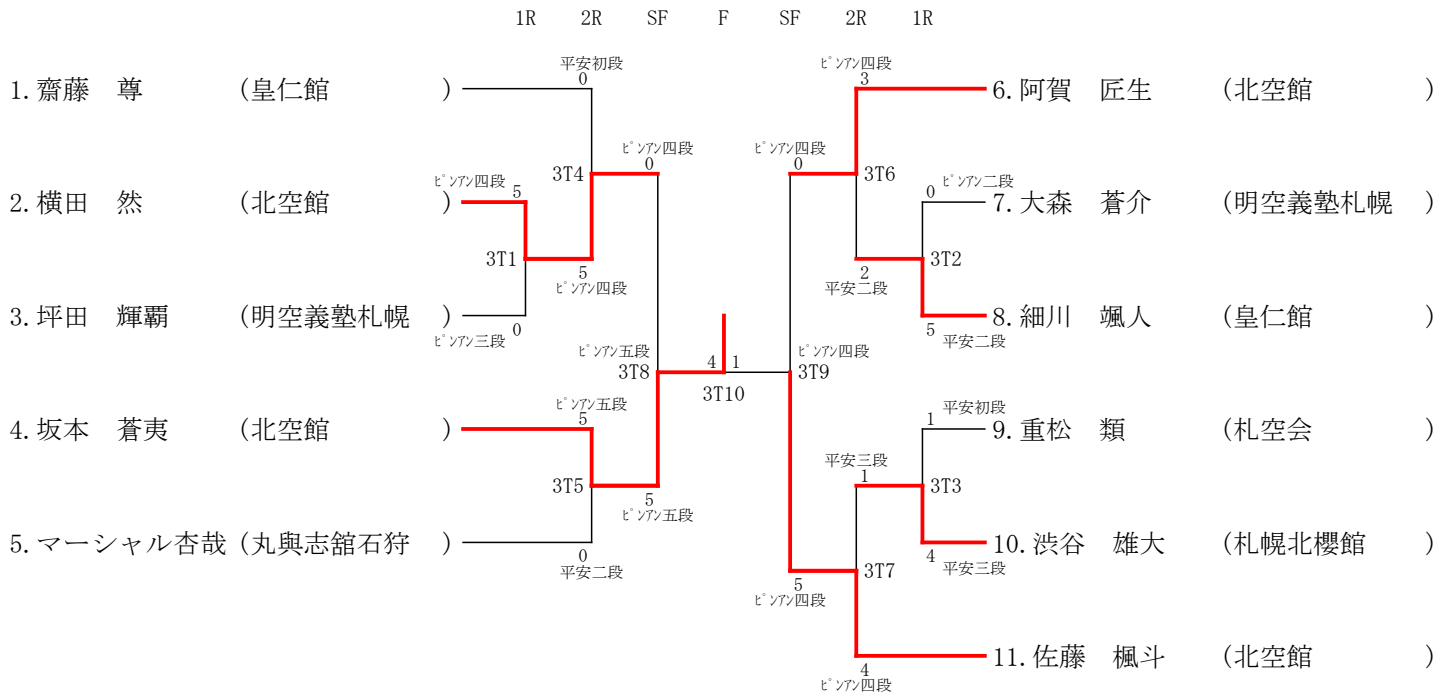 1R 2R SF F SF 2R 1R
平安初段 ピンアン四段
0 3
1. 齋藤 尊 (皇仁館 ) 6. 阿賀 匠生 (北空館 )
ピンアン四段 ピンアン四段
0 0
3T4 3T6
ピンアン四段 ピンアン二段
5 0
2. 横田 然 (北空館 ) 7. 大森 蒼介 (明空義塾札幌 )
3T1 3T2
5 2
ピンアン四段 平安二段
3. 坪田 輝覇 (明空義塾札幌 ) 8. 細川 颯人 (皇仁館 )
0 5
ピンアン三段 平安二段
ピンアン五段 ピンアン四段
3T8 4 1 3T9
3T10
ピンアン五段 平安初段
5 1
4. 坂本 蒼夷 (北空館 ) 9. 重松 類 (札空会 )
平安三段
1
3T5 3T3
5
ピンアン五段
5. マーシャル杏哉 (丸與志舘石狩 ) 10. 渋谷 雄大 (札幌北櫻館 )
0 4
平安二段 平安三段
3T7
5
ピンアン四段
11. 佐藤 楓斗 (北空館 )
4
ピンアン四段